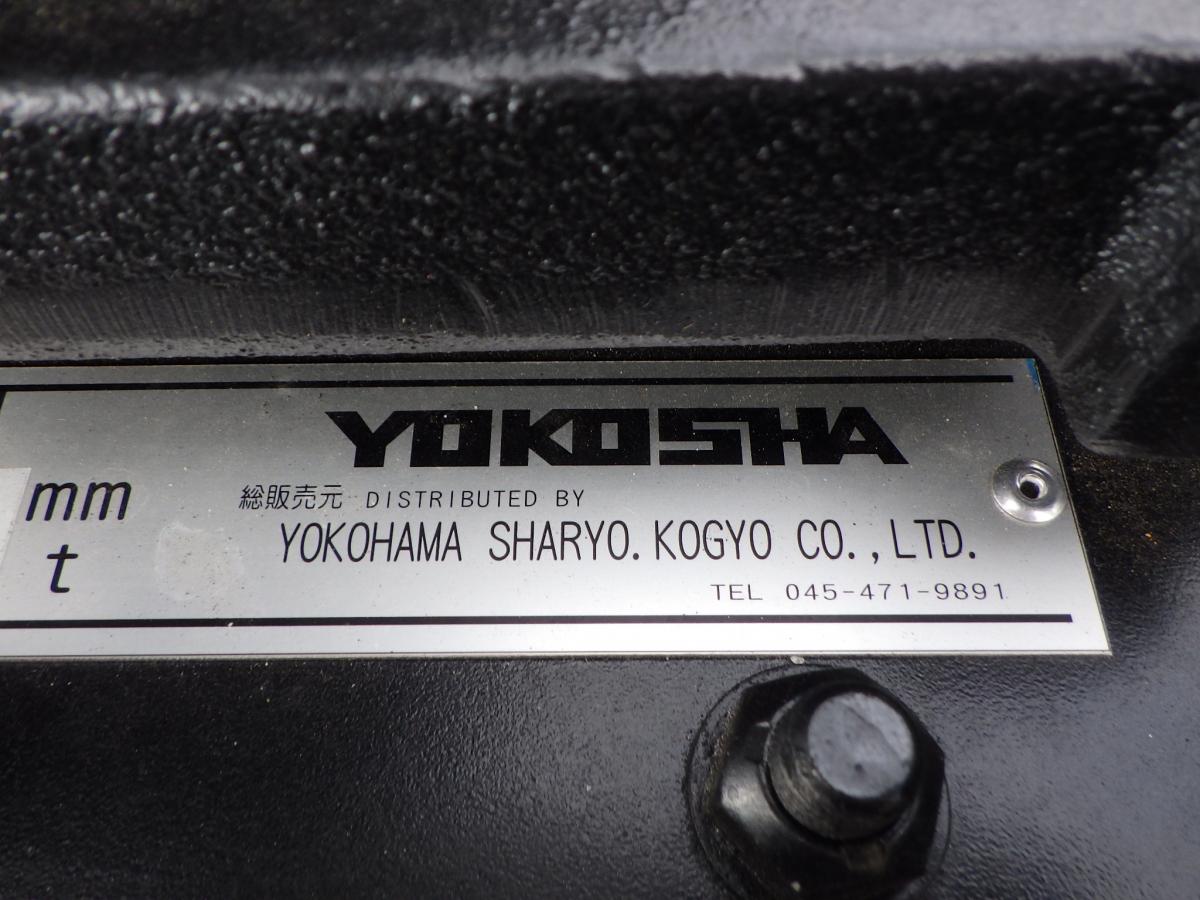 YOKOSHA
mm
総販売元 DISTRIBUTED BY
t
YOKOHAMA SHARYO.KOGYO CO.,LTD.
TEL 045-471-9891